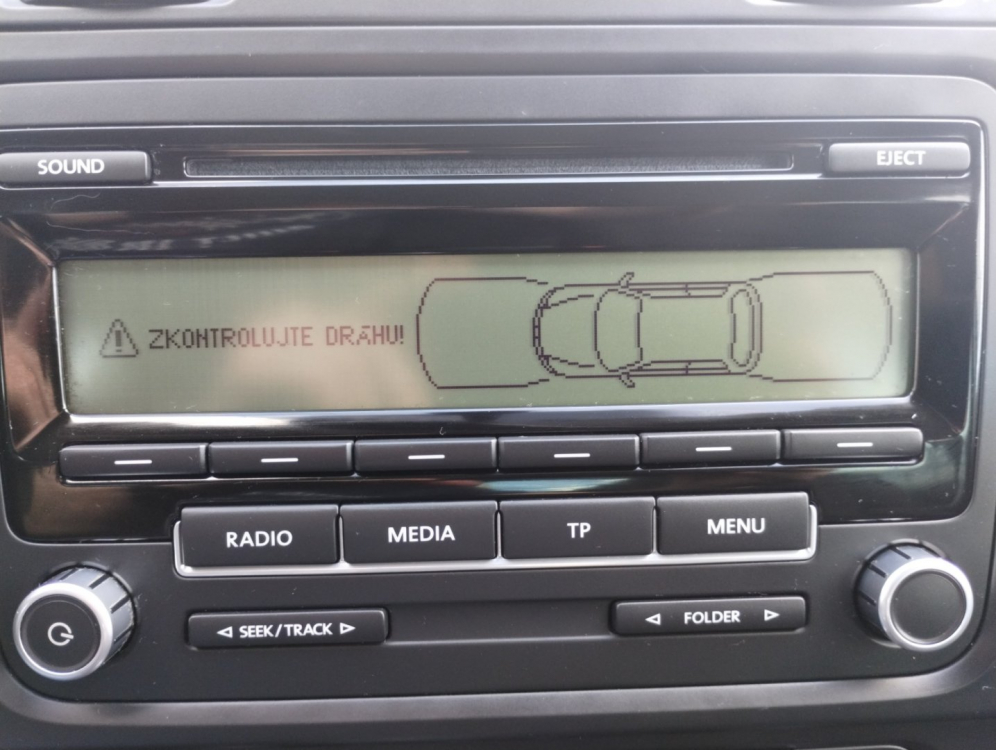 SOUND
EJECT
ZKONTROLUJTE DRÁHU!
RADIO
MEDIA
TP
MENU
SEEK/TRACK
FOLDER